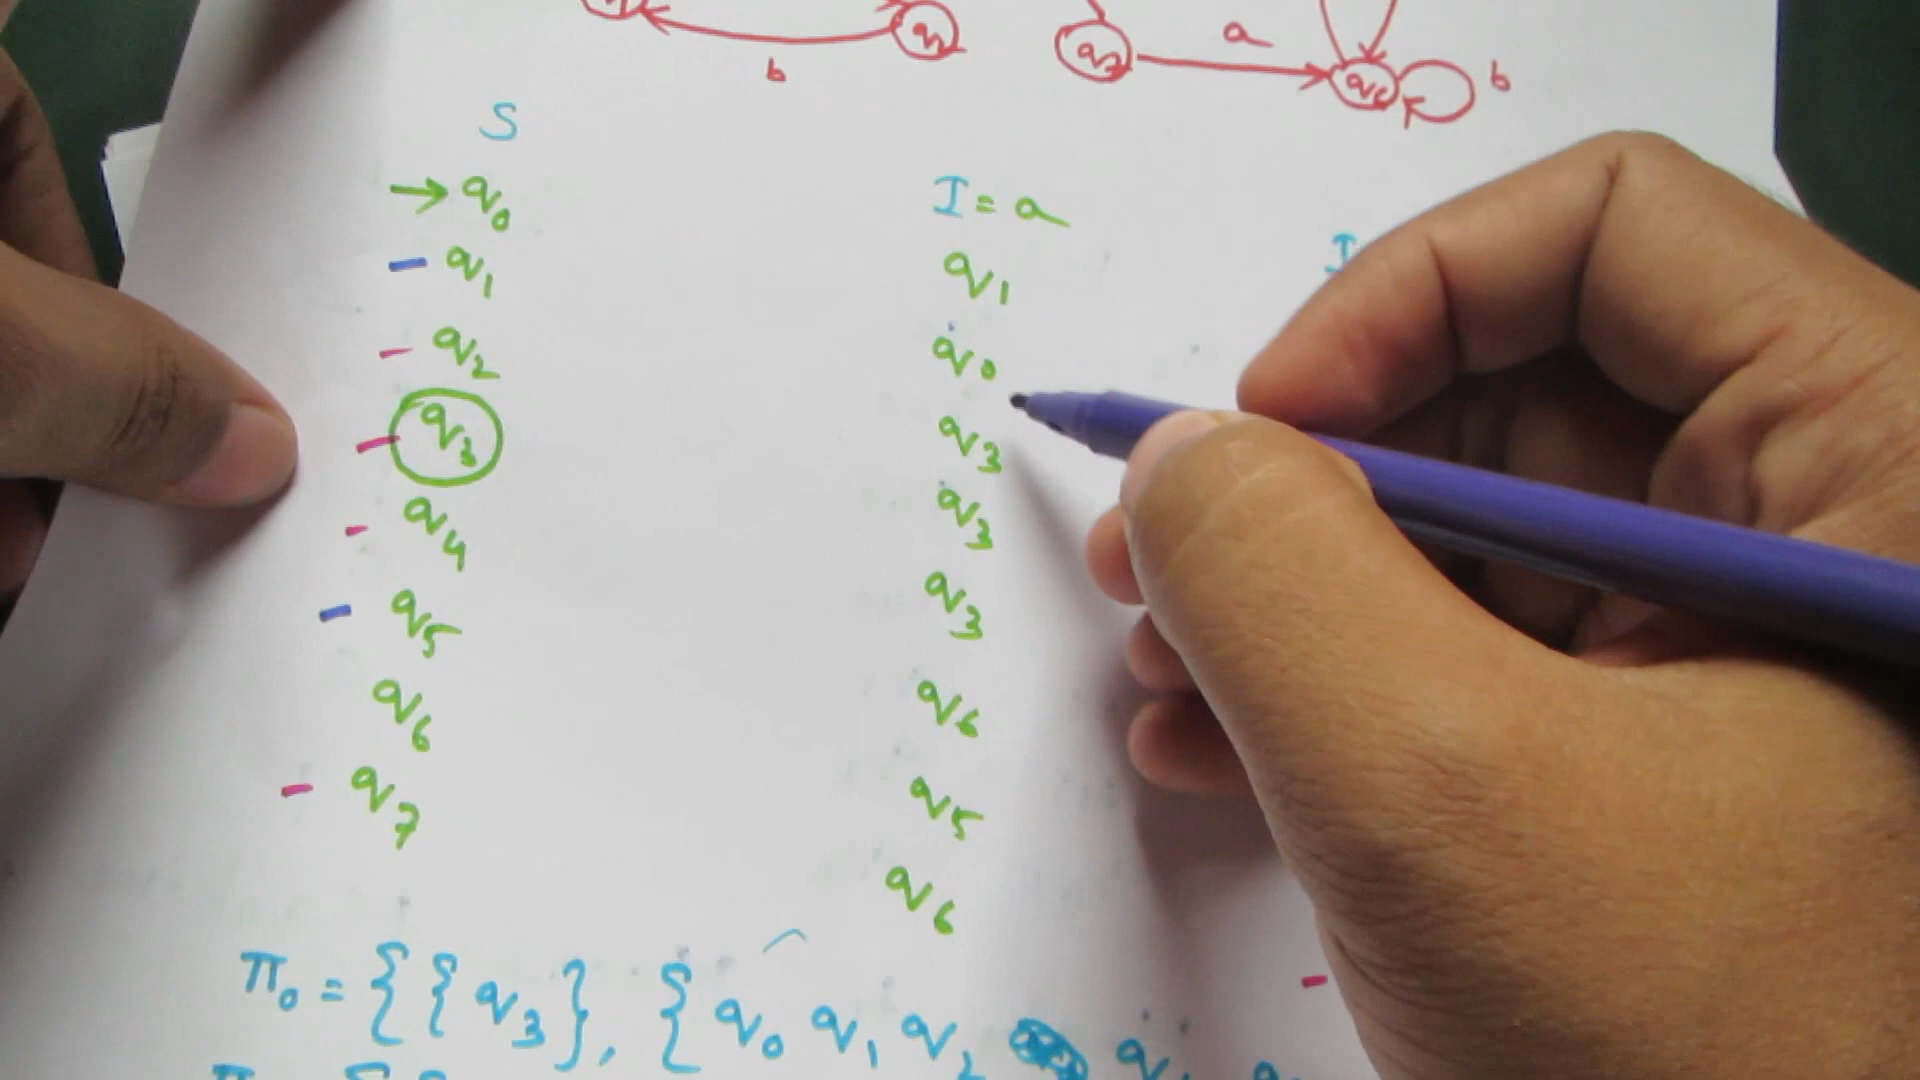 a
b
b
S
I = a
→ q0
q1
q1
q0
q2
q3
q3
q3
q4
q3
q5
q6
q6
q5
q7
q6
π0 = {{q3}, {q0 q1 q2